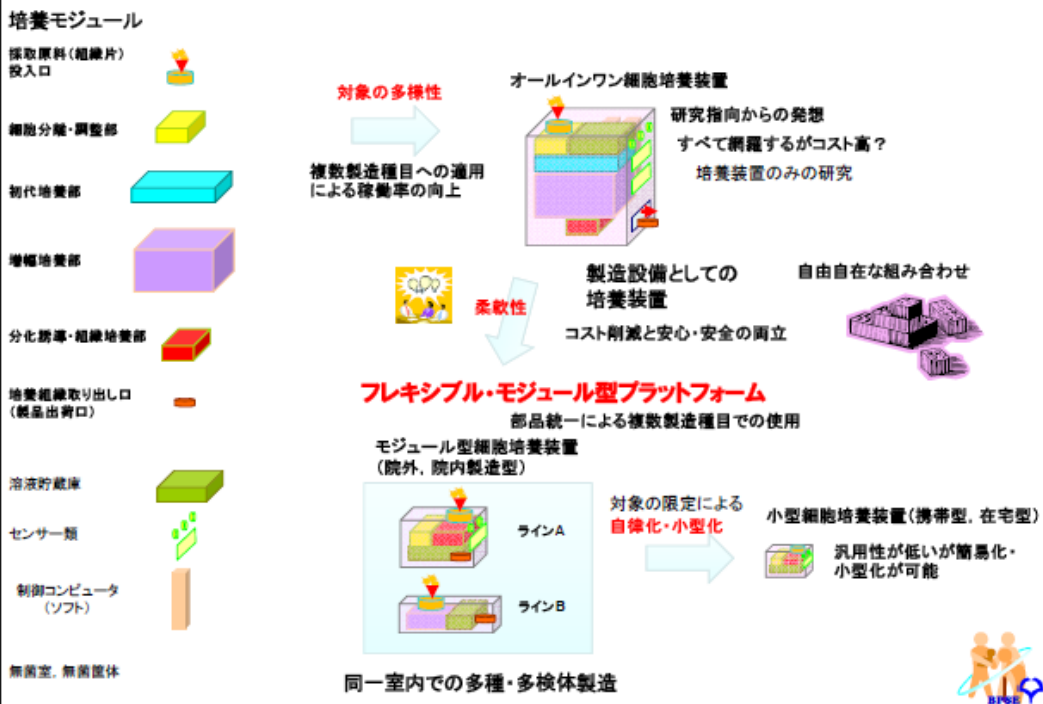 培養モジュール
採取原料(組織片)
投入口
細胞分離・調整部
初代培養部
増幅培養部
分化誘導・組織培養部
培養組織取り出し口
(製品出荷口)
溶液貯蔵庫
センサー類
制御コンピュータ
(ソフト)
無菌室, 無菌筐体
対象の多様性
複数製造種目への適用
による稼働率の向上
オールインワン細胞培養装置
研究指向からの発想
すべて網羅するがコスト高?
培養装置のみの研究
柔軟性
製造設備としての
培養装置
コスト削減と安心・安全の両立
自由自在な組み合わせ
フレキシブル・モジュール型プラットフォーム
部品統一による複数製造種目での使用
モジュール型細胞培養装置
(院外, 院内製造型)
ラインA
ラインB
同一室内での多種・多検体製造
対象の限定による
自律化・小型化
小型細胞培養装置(携帯型, 在宅型)
汎用性が低いが簡易化・
小型化が可能
BPSE